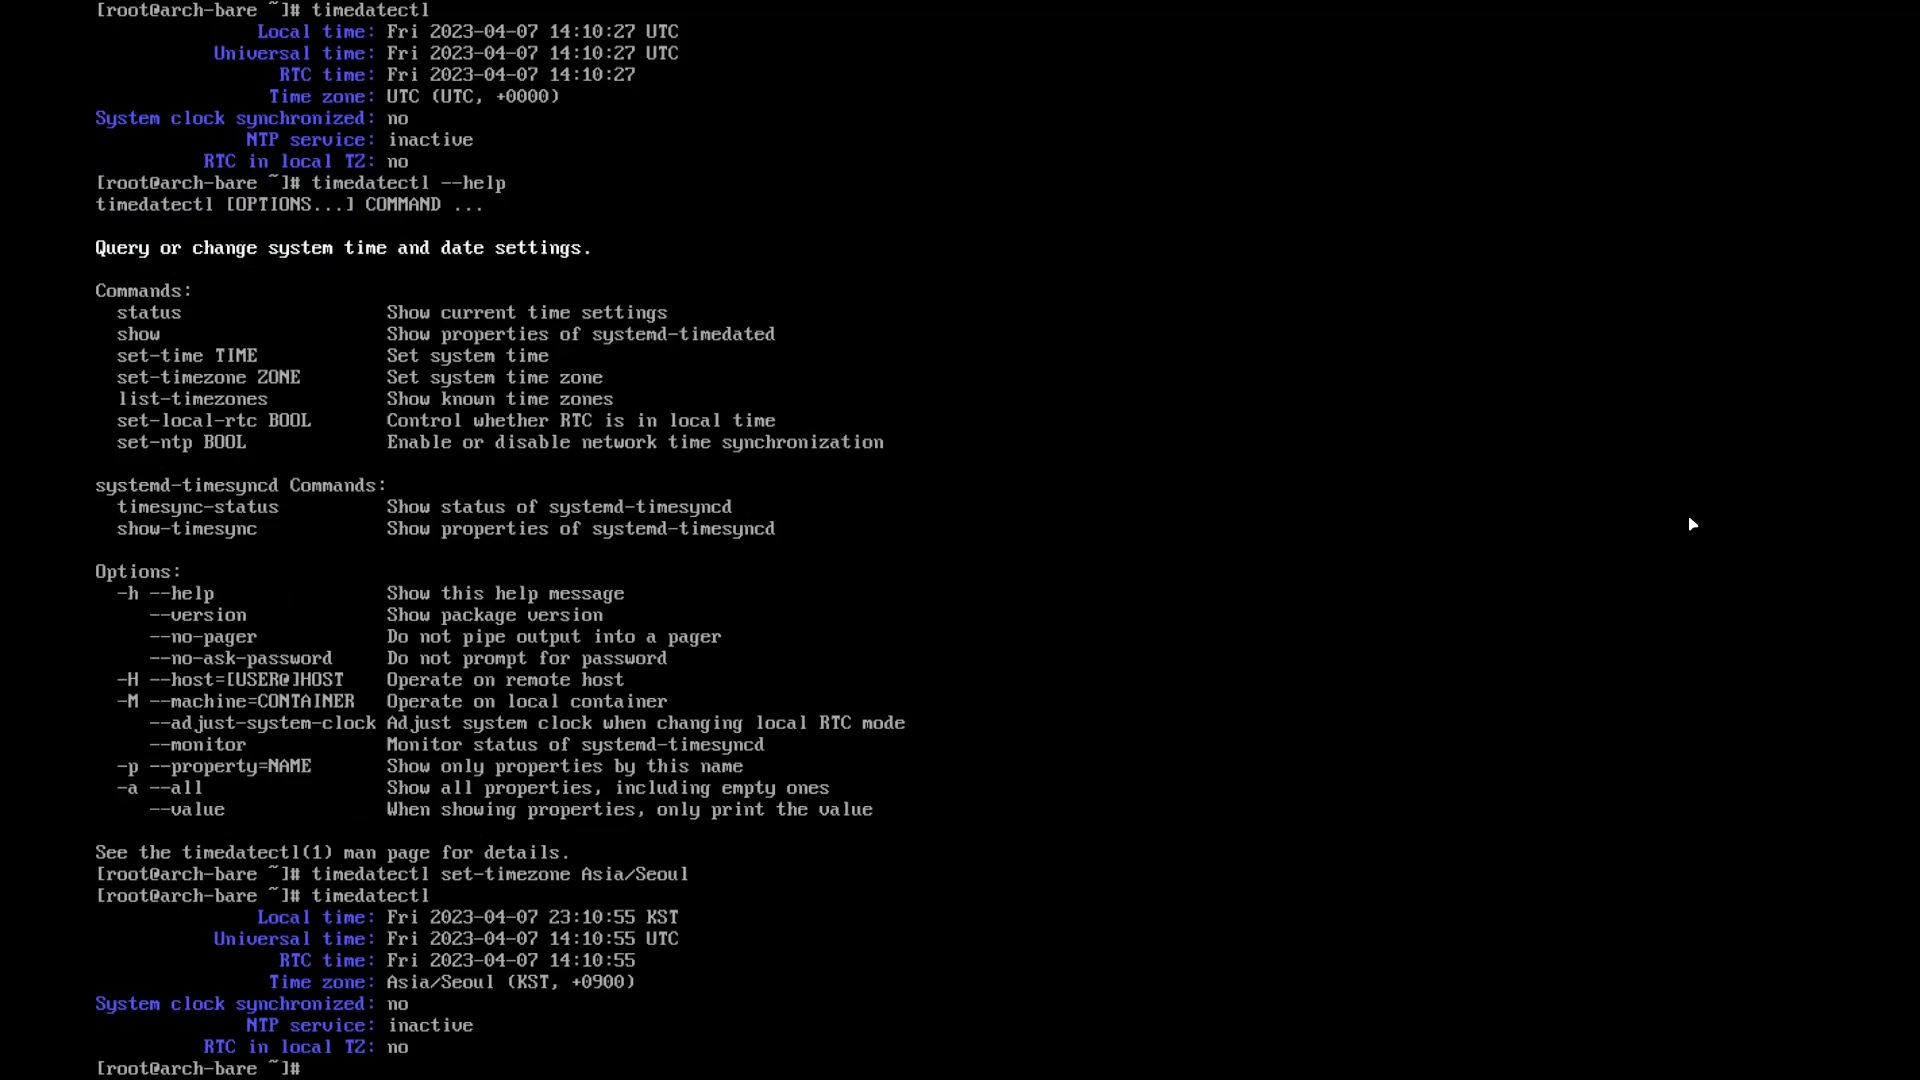 [root@arch-bare ~]# timedatectl
               Local time: Fri 2023-04-07 14:10:27 UTC
           Universal time: Fri 2023-04-07 14:10:27 UTC
                 RTC time: Fri 2023-04-07 14:10:27
                Time zone: UTC (UTC, +0000)
System clock synchronized: no
              NTP service: inactive
          RTC in local TZ: no
[root@arch-bare ~]# timedatectl --help
timedatectl [OPTIONS...] COMMAND ...

Query or change system time and date settings.

Commands:
  status                   Show current time settings
  show                     Show properties of systemd-timedated
  set-time TIME            Set system time
  set-timezone ZONE        Set system time zone
  list-timezones           Show known time zones
  set-local-rtc BOOL       Control whether RTC is in local time
  set-ntp BOOL             Enable or disable network time synchronization

systemd-timesyncd Commands:
  timesync-status          Show status of systemd-timesyncd
  show-timesync            Show properties of systemd-timesyncd

Options:
  -h --help                Show this help message
     --version             Show package version
     --no-pager            Do not pipe output into a pager
     --no-ask-password     Do not prompt for password
  -H --host=[USER@]HOST    Operate on remote host
  -M --machine=CONTAINER   Operate on local container
     --adjust-system-clock Adjust system clock when changing local RTC mode
     --monitor             Monitor status of systemd-timesyncd
  -p --property=NAME       Show only properties by this name
  -a --all                 Show all properties, including empty ones
     --value               When showing properties, only print the value

See the timedatectl(1) man page for details.
[root@arch-bare ~]# timedatectl set-timezone Asia/Seoul
[root@arch-bare ~]# timedatectl
               Local time: Fri 2023-04-07 23:10:55 KST
           Universal time: Fri 2023-04-07 14:10:55 UTC
                 RTC time: Fri 2023-04-07 14:10:55
                Time zone: Asia/Seoul (KST, +0900)
System clock synchronized: no
              NTP service: inactive
          RTC in local TZ: no
[root@arch-bare ~]#